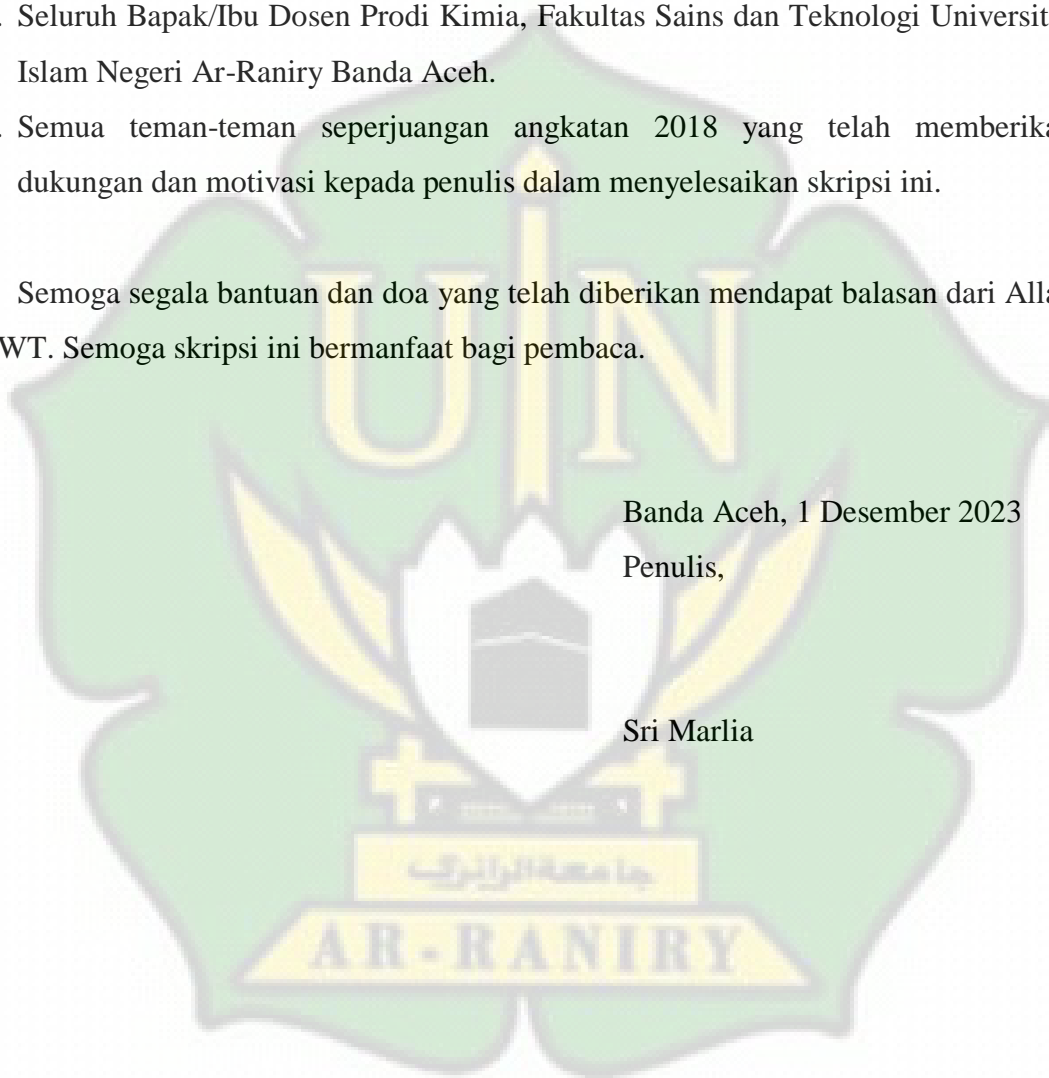 . Seluruh Bapak/Ibu Dosen Prodi Kimia, Fakultas Sains dan Teknologi Universit
Islam Negeri Ar-Raniry Banda Aceh.
. Semua teman-teman seperjuangan angkatan 2018 yang telah memberika
dukungan dan motivasi kepada penulis dalam menyelesaikan skripsi ini.
Semoga segala bantuan dan doa yang telah diberikan mendapat balasan dari Alla
WT. Semoga skripsi ini bermanfaat bagi pembaca.
UIN
Banda Aceh, 1 Desember 2023
Penulis,
Sri Marlia
جامعةالرانري
AR-RANIRY